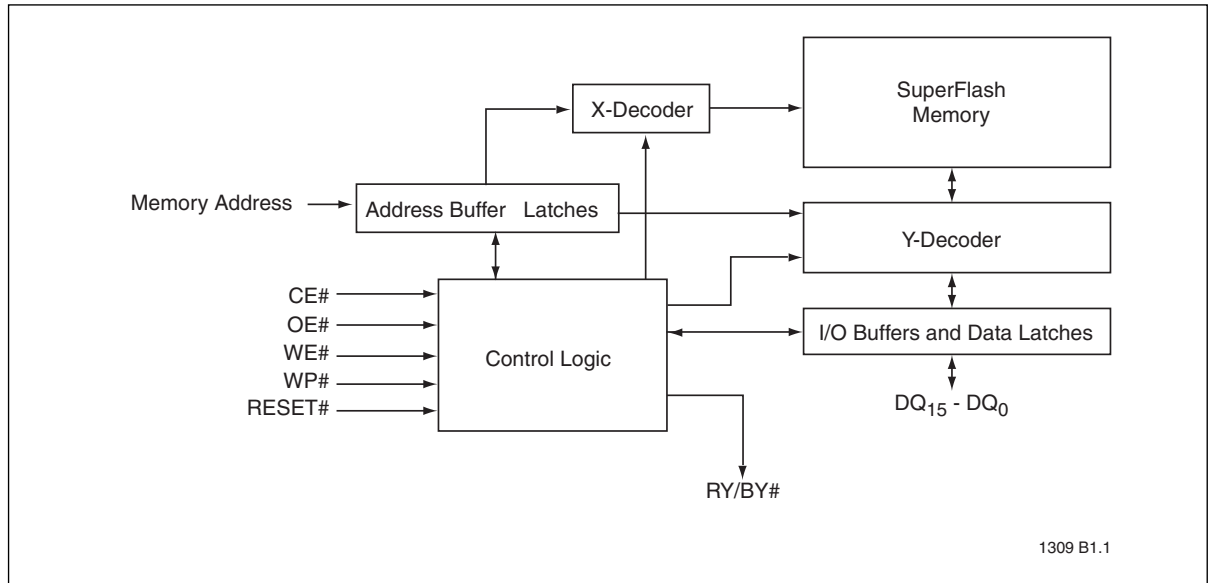 SuperFlash
Memory
X-Decoder
Memory Address
Address Buffer Latches
Y-Decoder
CE#
OE#
WE#
WP#
RESET#
Control Logic
I/O Buffers and Data Latches
DQ15 - DQ0
RY/BY#
1309 B1.1